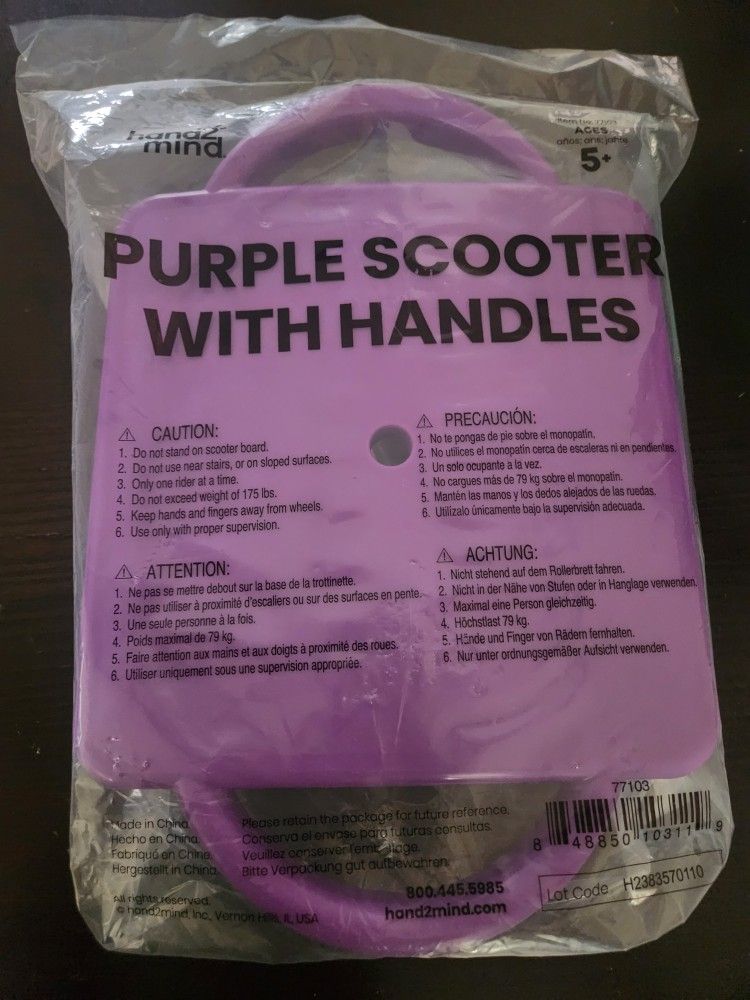 hand2
mind.
Item No. 77103
AGES
años; ans; jahre
5+
PURPLE SCOOTER
WITH HANDLES
⚠ CAUTION:
1. Do not stand on scooter board.
2. Do not use near stairs, or on sloped surfaces.
3. Only one rider at a time.
4. Do not exceed weight of 175 lbs.
5. Keep hands and fingers away from wheels.
6. Use only with proper supervision.
⚠ PRECAUCIÓN:
1. No te pongas de pie sobre el monopatín.
2. No utilices el monopatín cerca de escaleras ni en pendientes.
3. Un solo ocupante a la vez.
4. No cargues más de 79 kg sobre el monopatín.
5. Mantén las manos y los dedos alejados de las ruedas.
6. Utilízalo únicamente bajo la supervisión adecuada.
⚠ ATTENTION:
1. Ne pas se mettre debout sur la base de la trottinette.
2. Ne pas utiliser à proximité d'escaliers ou sur des surfaces en pente.
3. Une seule personne à la fois.
4. Poids maximal de 79 kg.
5. Faire attention aux mains et aux doigts à proximité des roues.
6. Utiliser uniquement sous une supervision appropriée.
⚠ ACHTUNG:
1. Nicht stehend auf dem Rollerbrett fahren.
2. Nicht in der Nähe von Stufen oder in Hanglage verwenden.
3. Maximal eine Person gleichzeitig.
4. Höchstlast 79 kg.
5. Hände und Finger von Rädern fernhalten.
6. Nur unter ordnungsgemäßer Aufsicht verwenden.
Made in China
Hecho en China
Fabriqué en Chine
Hergestellt in China
Please retain the package for future reference.
Conserva el envase para futuras consultas.
Veuillez conserver l'emballage.
Bitte Verpackung gut aufbewahren.
All rights reserved.
© hand2mind, Inc., Vernon Hills, IL, USA
800.445.5985
hand2mind.com
77103
8 48850 10311 9
Lot Code H2383570110